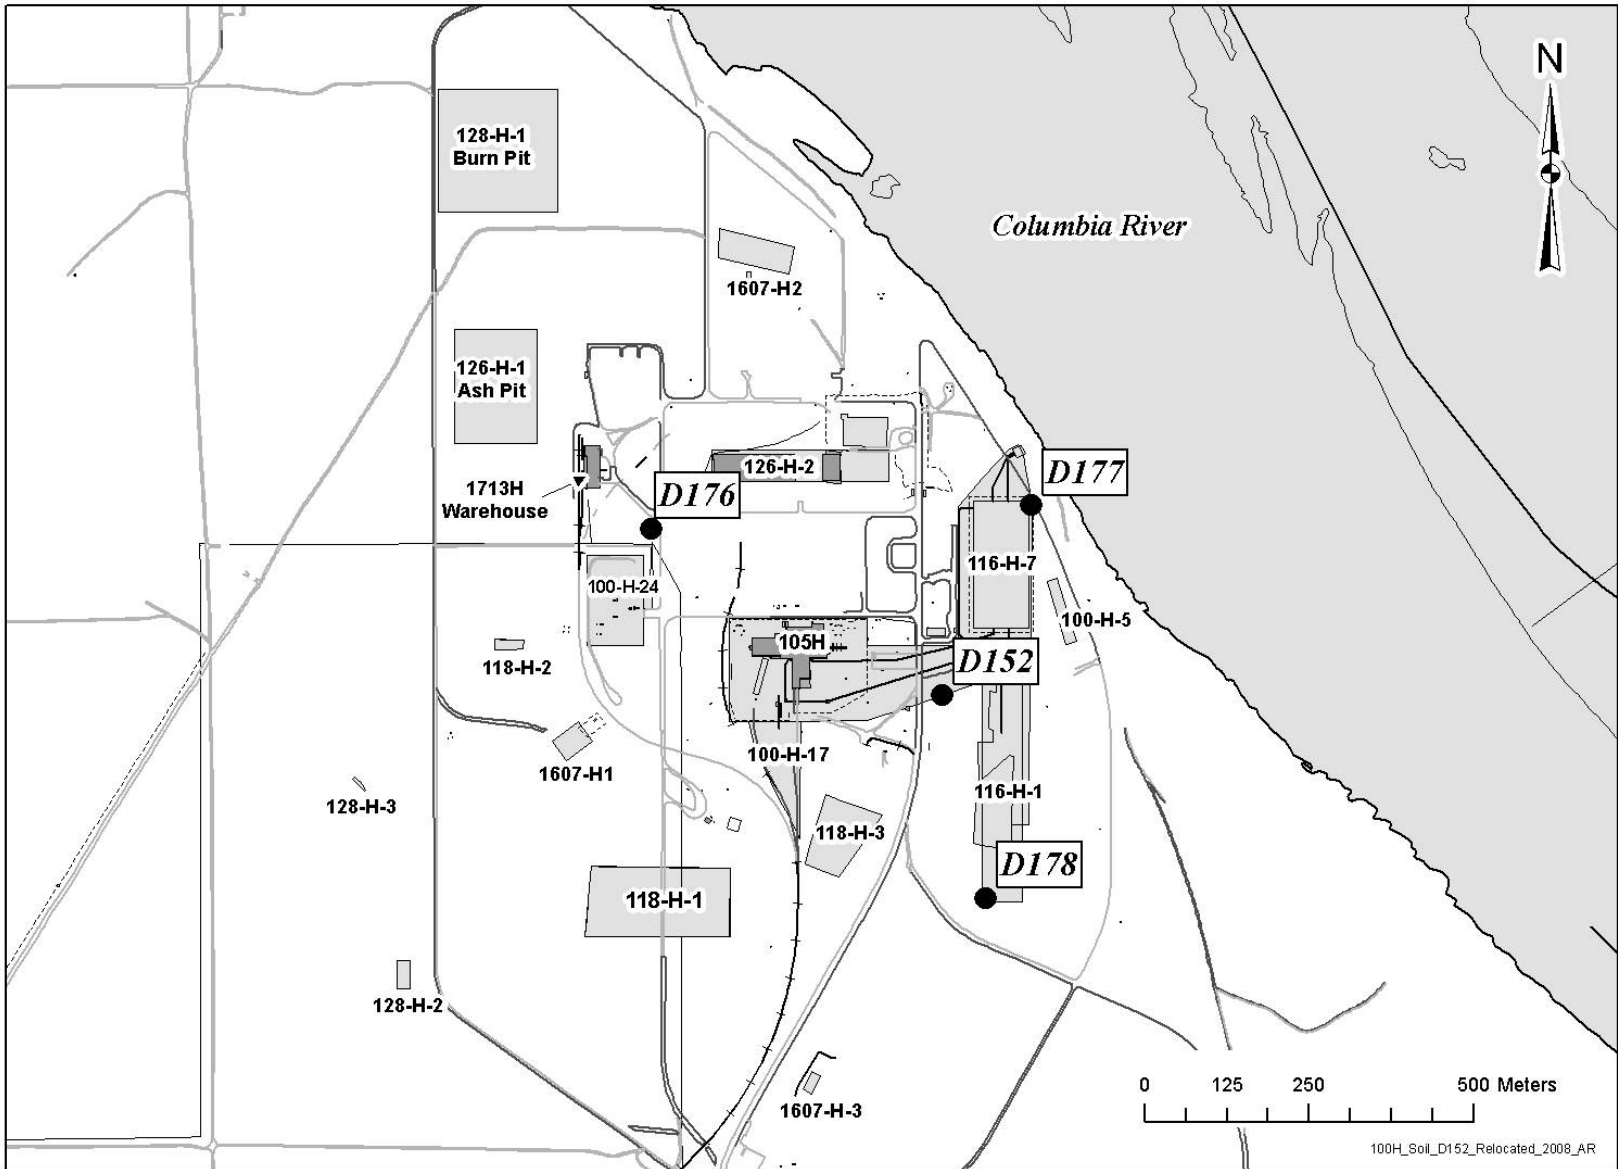 N
128-H-1
Burn Pit
Columbia River
1607-H2
126-H-1
Ash Pit
126-H-2
D177
1713H
Warehouse
D176
116-H-7
100-H-24
100-H-5
105H
118-H-2
D152
100-H-17
1607-H1
116-H-1
128-H-3
118-H-3
D178
118-H-1
128-H-2
0 125 250 500 Meters
1607-H-3
100H_Soil_D152_Relocated_2008_AR